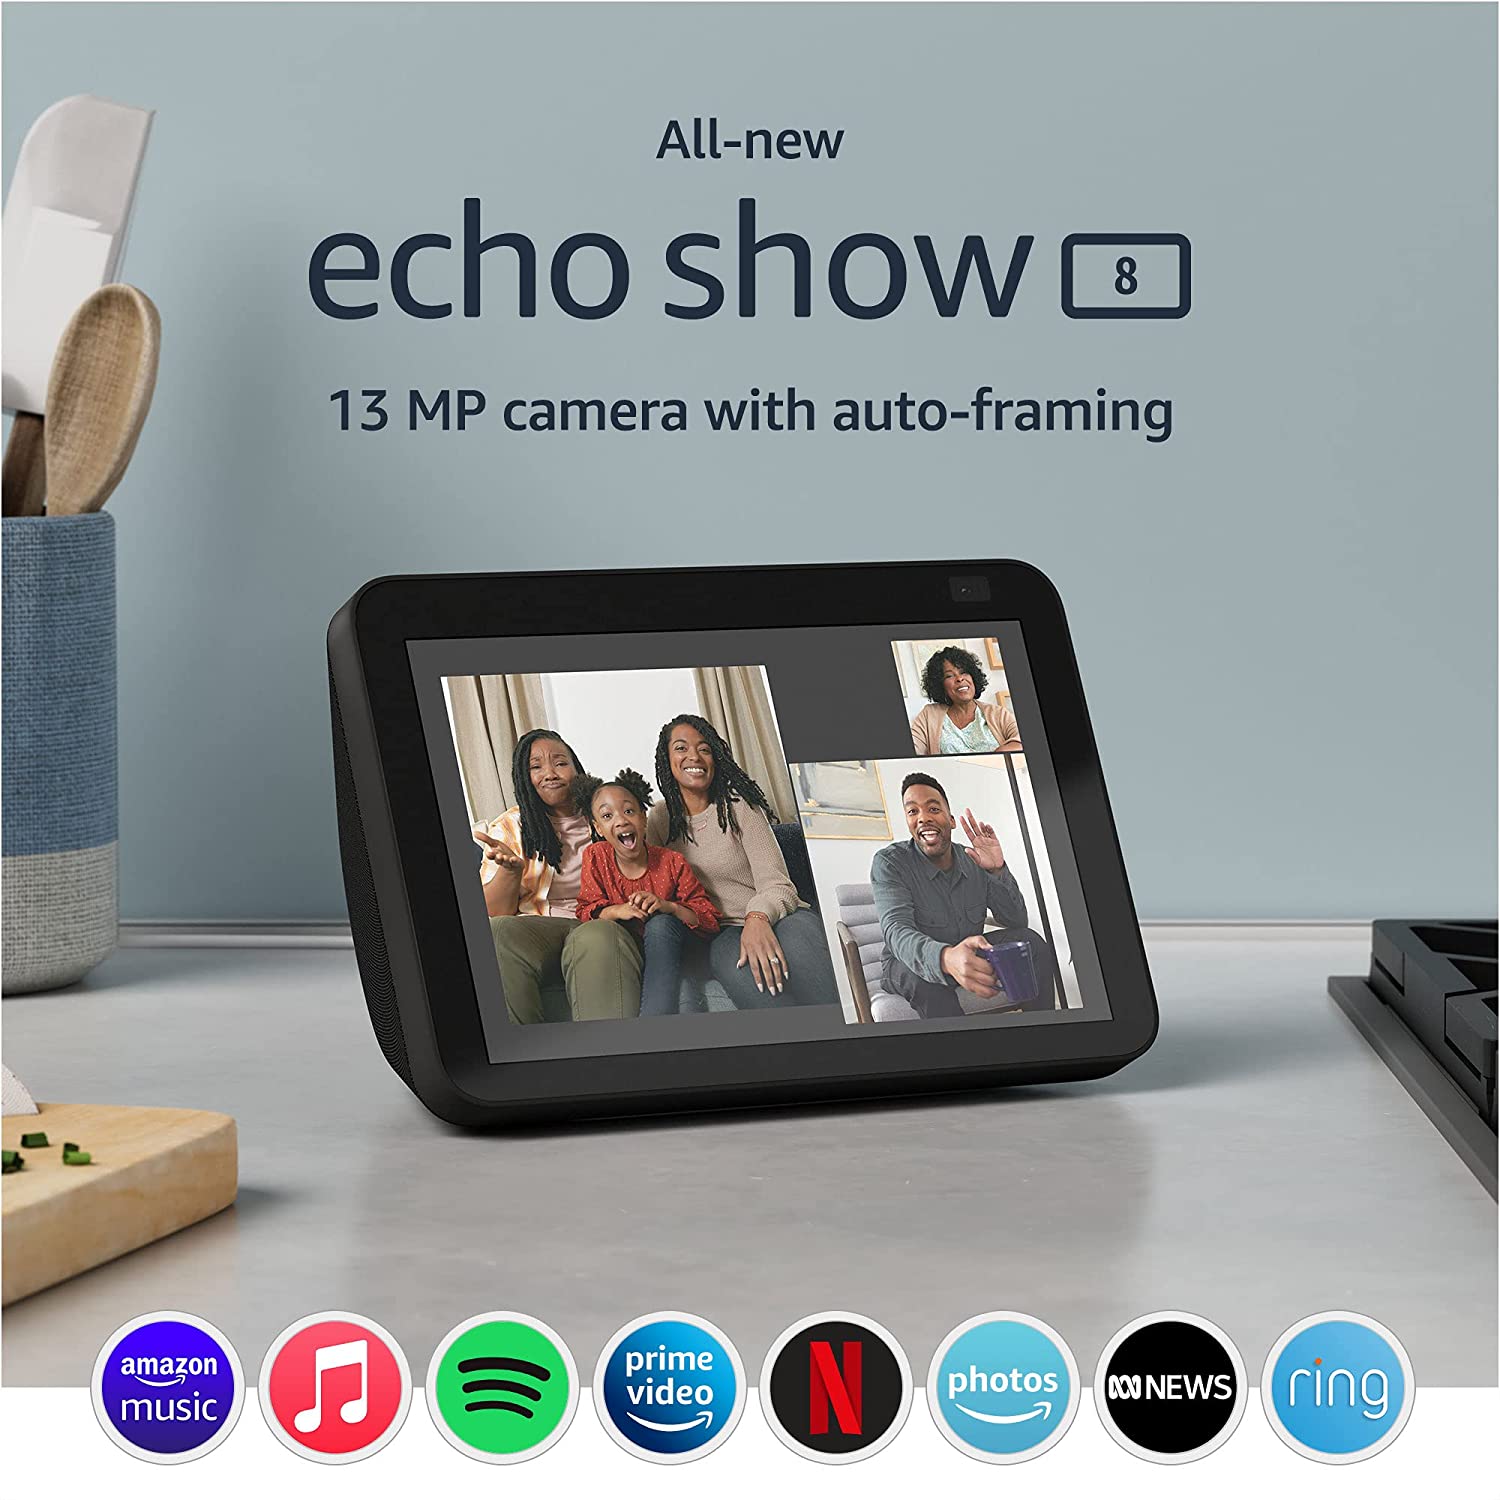 All-new
echo show 8
13 MP camera with auto-framing
amazon
music
prime
video
photos
NEWS
ring